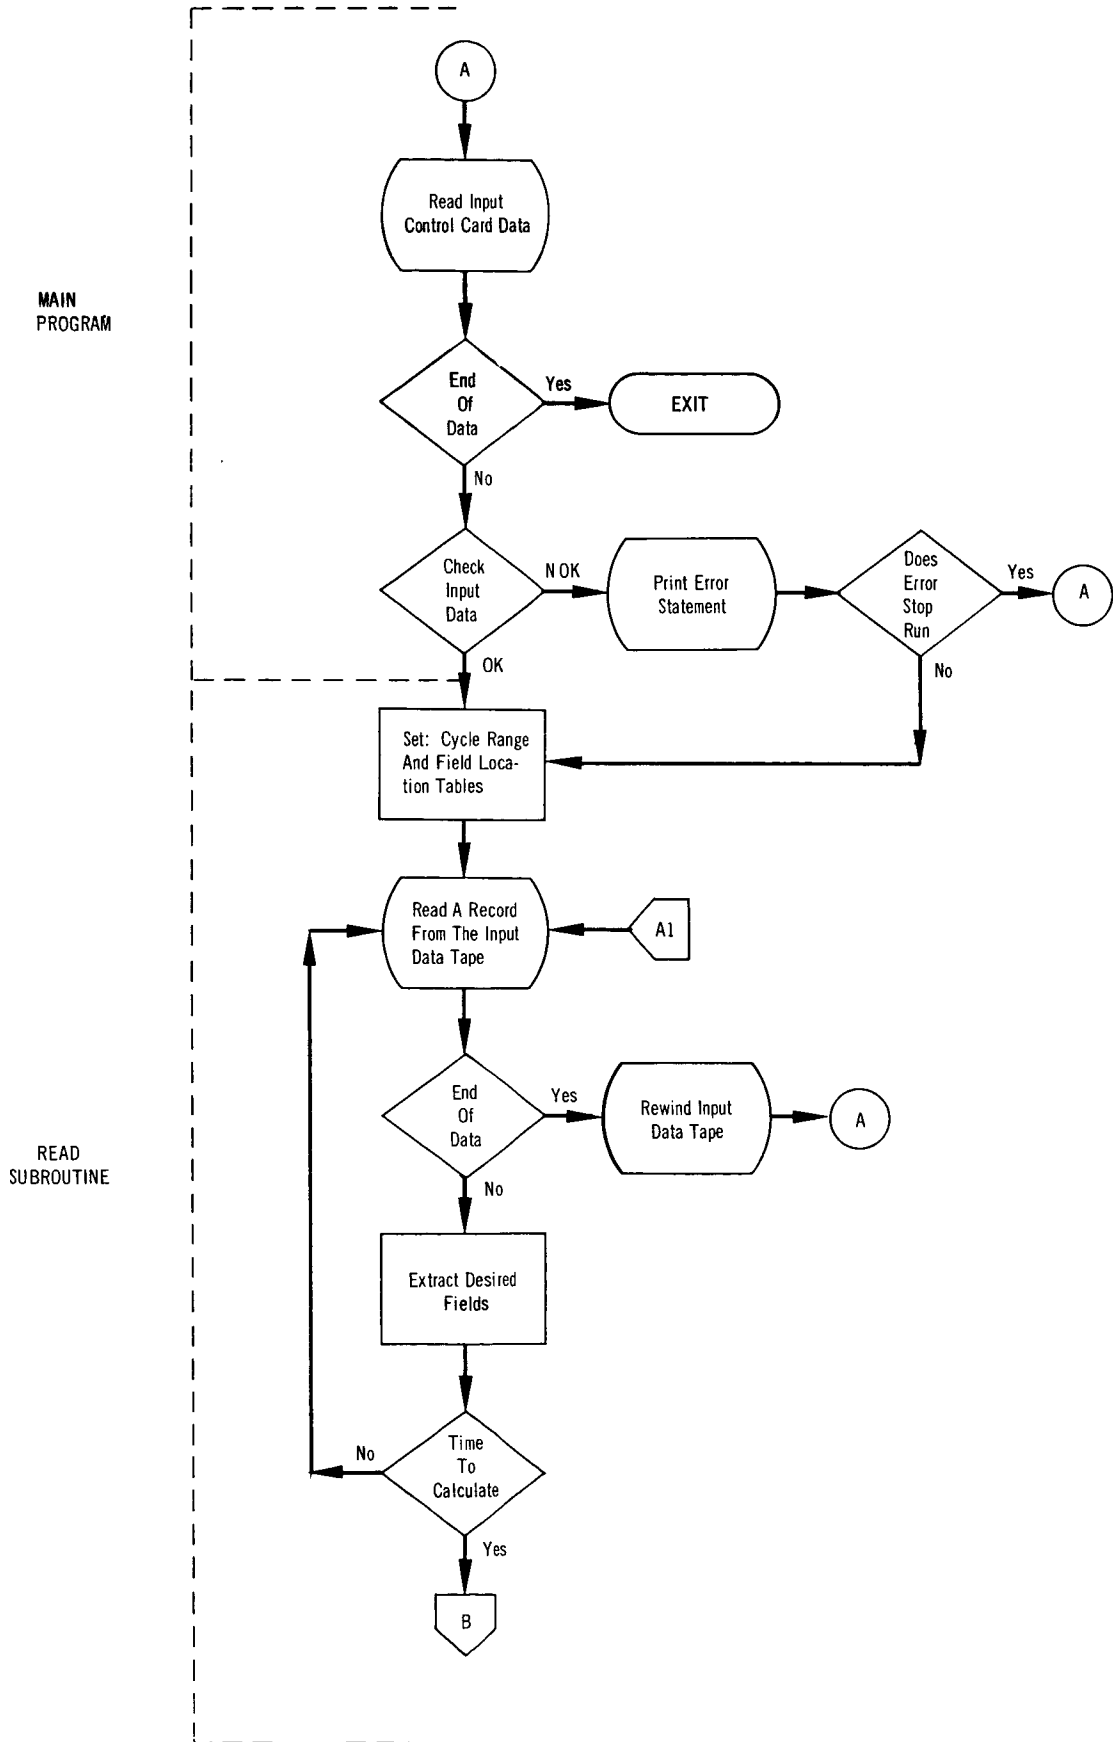 A
Read Input
Control Card Data
MAIN
PROGRAM
End
Of
Data
Yes
EXIT
No
Check
Input
Data
NOK
Print Error
Statement
Does
Error
Stop
Run
Yes
A
OK
No
Set: Cycle Range
And Field Loca-
tion Tables
Read A Record
From The Input
Data Tape
A1
End
Of
Data
Yes
Rewind Input
Data Tape
A
READ
SUBROUTINE
No
Extract Desired
Fields
Time
To
Calculate
No
Yes
B